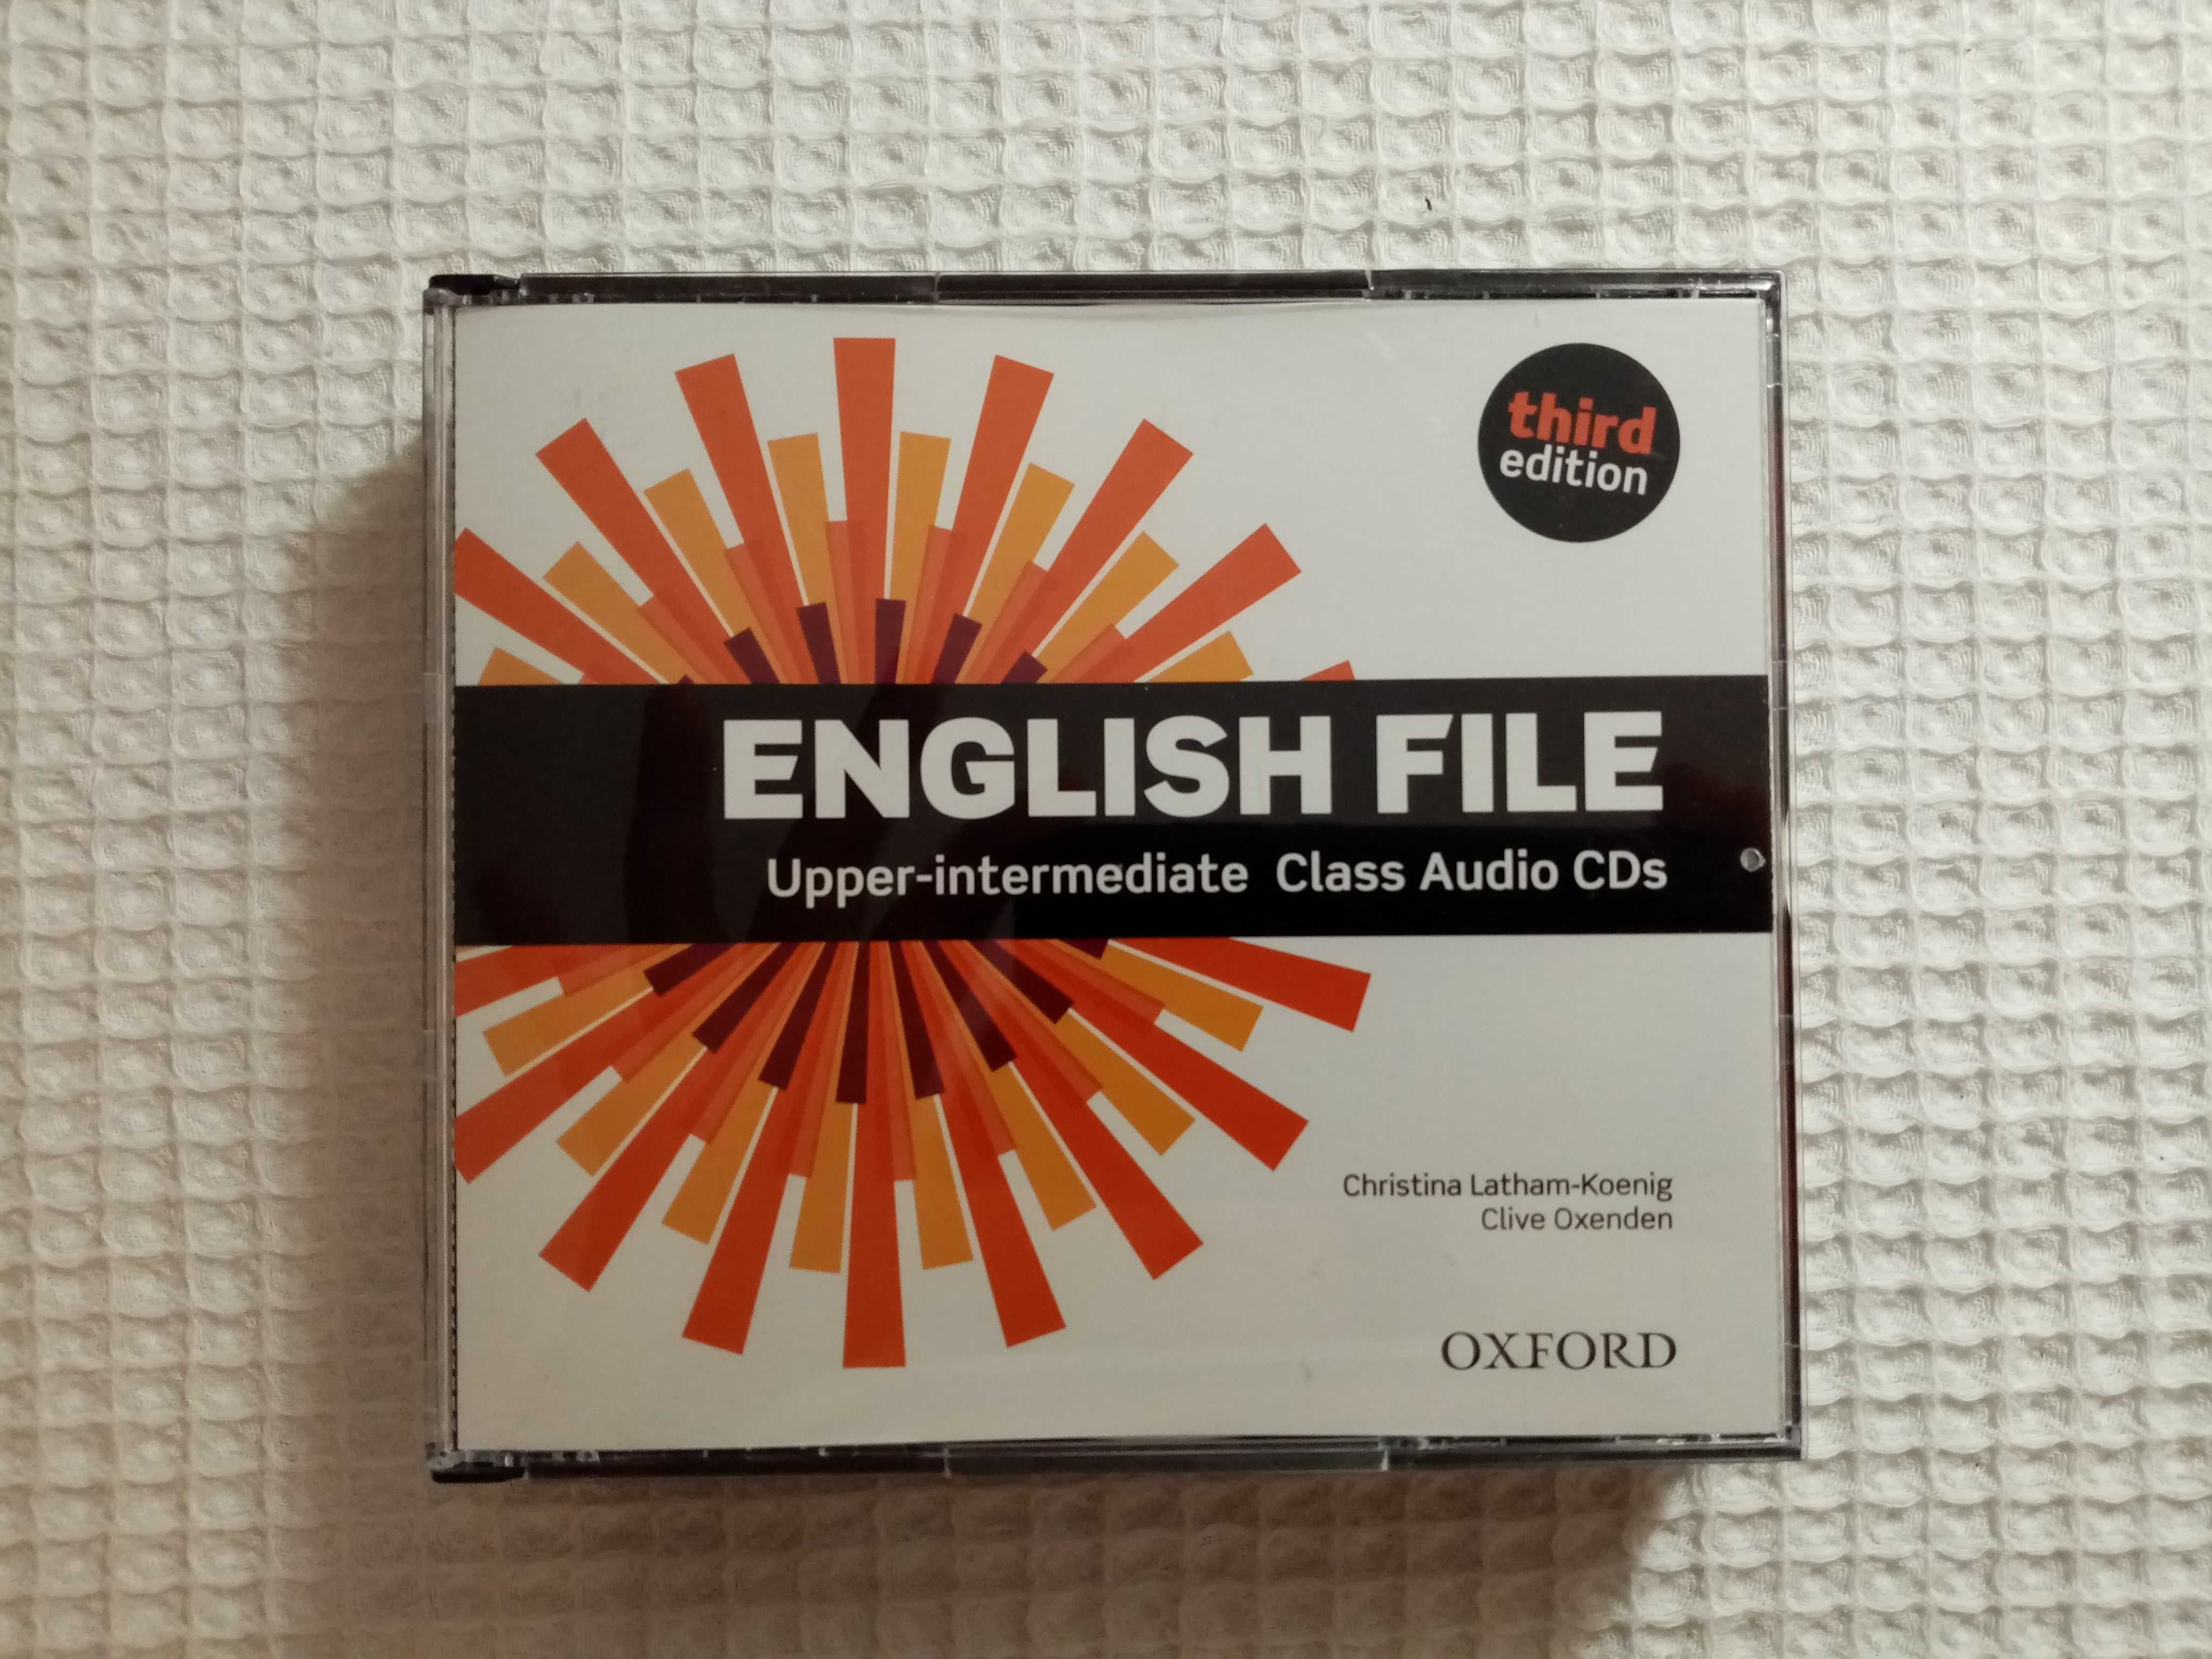 third
edition
ENGLISH FILE
Upper-intermediate Class Audio CDs
Christina Latham-Koenig
Clive Oxenden
OXFORD